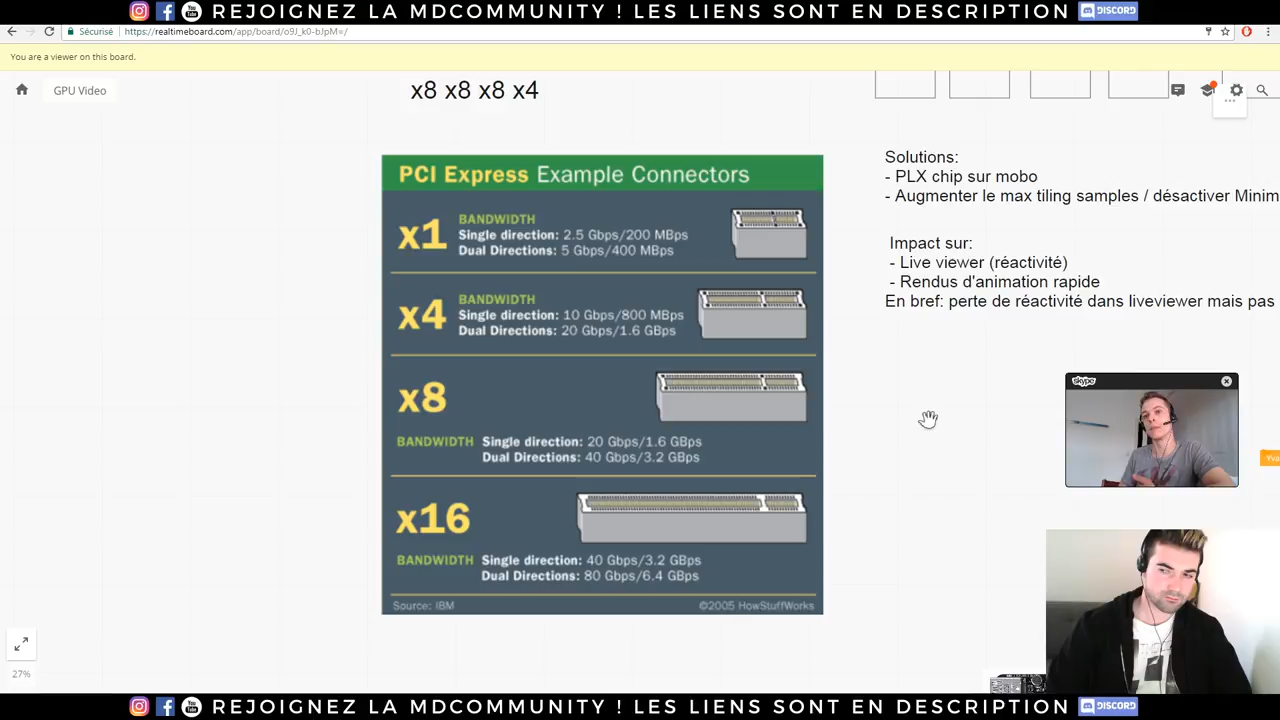 REJOIGNEZ LA MDCOMMUNITY ! LES LIENS SONT EN DESCRIPTION DISCORD
Sécurisé https://realtimeboard.com/app/board/o9J_k0-bJpM=/
You are a viewer on this board.
GPU Video
x8 x8 x8 x4
PCI Express Example Connectors
x1
BANDWIDTH
Single direction: 2.5 Gbps/200 MBps
Dual Directions: 5 Gbps/400 MBps
x4
BANDWIDTH
Single direction: 10 Gbps/800 MBps
Dual Directions: 20 Gbps/1.6 GBps
x8
BANDWIDTH Single direction: 20 Gbps/1.6 GBps
Dual Directions: 40 Gbps/3.2 GBps
x16
BANDWIDTH Single direction: 40 Gbps/3.2 GBps
Dual Directions: 80 Gbps/6.4 GBps
Source: IBM ©2005 HowStuffWorks
Solutions:
- PLX chip sur mobo
- Augmenter le max tiling samples / désactiver Minim
Impact sur:
- Live viewer (réactivité)
- Rendus d'animation rapide
En bref: perte de réactivité dans liveviewer mais pas
skype
Yva
27%
REJOIGNEZ LA MDCOMMUNITY ! LES LIENS SONT EN DESCRIPTION DISCORD